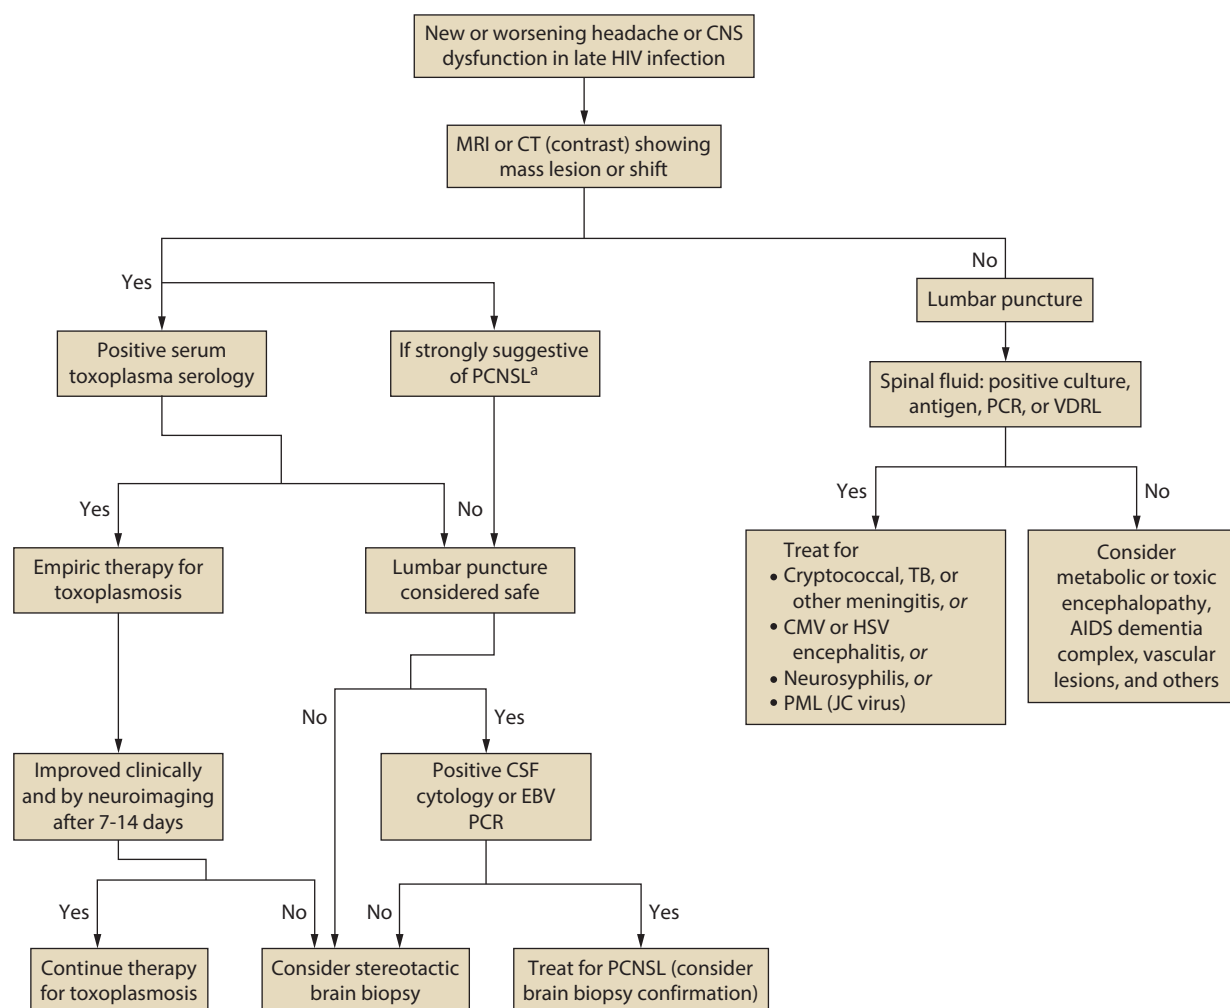 New or worsening headache or CNS
dysfunction in late HIV infection
MRI or CT (contrast) showing
mass lesion or shift
Yes
No
Lumbar puncture
Positive serum
toxoplasma serology
If strongly suggestive
of PCNSLa
Spinal fluid: positive culture,
antigen, PCR, or VDRL
Yes
No
Yes
No
Empiric therapy for
toxoplasmosis
Lumbar puncture
considered safe
Treat for
• Cryptococcal, TB, or
other meningitis, or
• CMV or HSV
encephalitis, or
• Neurosyphilis, or
• PML (JC virus)
Consider
metabolic or toxic
encephalopathy,
AIDS dementia
complex, vascular
lesions, and others
No
Yes
Improved clinically
and by neuroimaging
after 7-14 days
Positive CSF
cytology or EBV
PCR
Yes
No
No
Yes
Continue therapy
for toxoplasmosis
Consider stereotactic
brain biopsy
Treat for PCNSL (consider
brain biopsy confirmation)